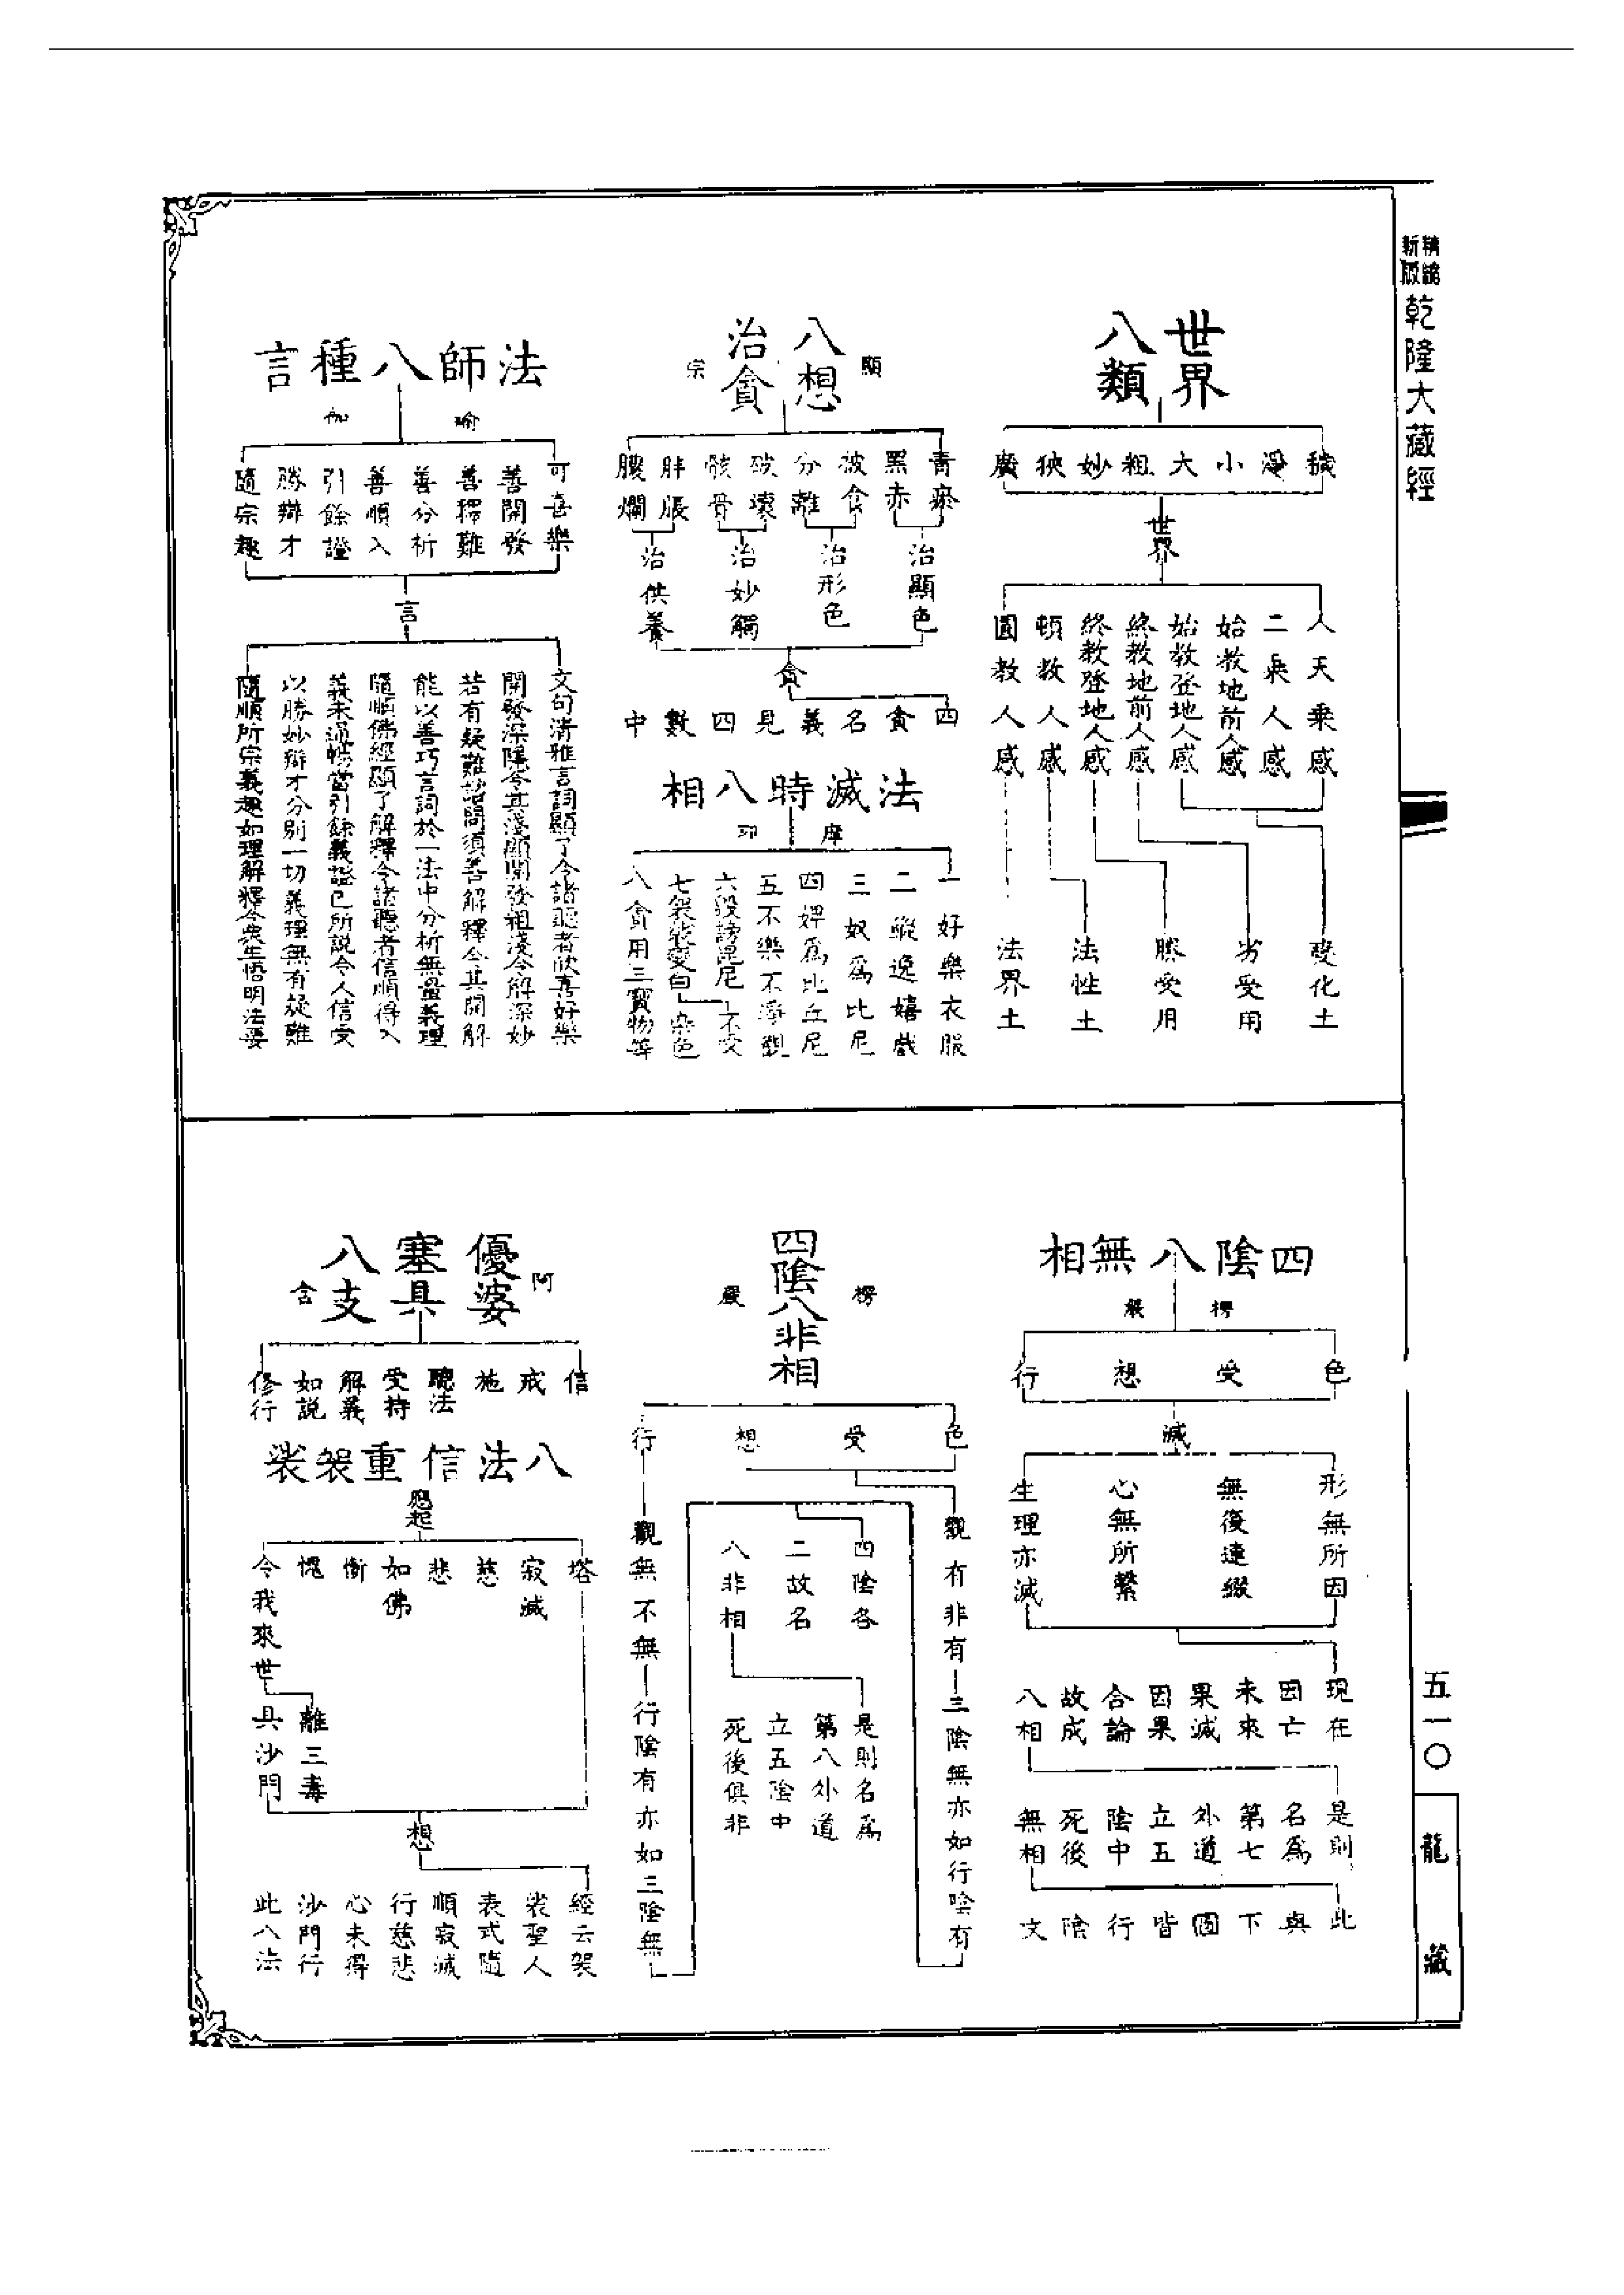 新版
精縮
乾隆大藏經
世界
八類
穢
淨
小
大
粗
妙
狹
廣
世界
人天乘感
二乘人感
始教地前人感
始教登地人感
終教地前人感
終教登地人感
頓教人感
圓教人感
變化土
劣受用
勝受用
法性土
法界土
八想
治貪
顯
宗
青瘀
黑赤
被食
分離
破壞
骸骨
胖脹
膿爛
治顯色
治形色
治妙觸
治供養
貪
四貪名義見四數中
法滅時八相
摩
耶
一好樂衣服
二縱逸嬉戲
三奴為比尼
四婢為比丘尼
五不樂不淨觀
六毀謗毘尼
七袈裟變白
不受染色
八貪用三寶物等
法師八種言
瑜
伽
可喜樂
善開發
善釋難
善分析
善順入
引餘證
勝辯才
隨宗趣
言
文句清雅言詞顯了令諸聽者欣喜好樂
開發深隱令其淺顯開發粗淺令解深妙
若有疑難諮問須善解釋令其開解
能以善巧言詞於一法中分析無量義理
隨順佛經顯了解釋令諸聽者信順得入
義未通暢當引餘義證己所說令人信受
以勝妙辯才分別一切義理無有疑難
隨順所宗義趣如理解釋令衆生悟明法要
四陰八無相
楞
嚴
色
受
想
行
滅
形無所因
無復連綴
心無所繫
生理亦滅
現在
因亡
未來
果滅
因果
合論
故成
八相
是則
名為
第七
外道
立五
陰中
死後
無相
此與下圖皆行陰文
四陰八非相
楞
嚴
色
受
想
行
觀有非有
三陰無亦如行陰有
觀無不無
行陰有亦如三陰無
四陰各
二故名
八非相
是則名為
第八外道
立五陰中
死後俱非
優婆
塞具
八支
阿
含
信
戒
施
聽法
受持
解義
如說
修行
八法信重袈裟
應起
塔
寂滅
慈
悲
如佛
慚
愧
令我來世
離三毒
具沙門
想
經云袈
裟聖人
表式隨
順寂滅
行慈悲
心未得
沙門行
此八法
五一〇
龍藏